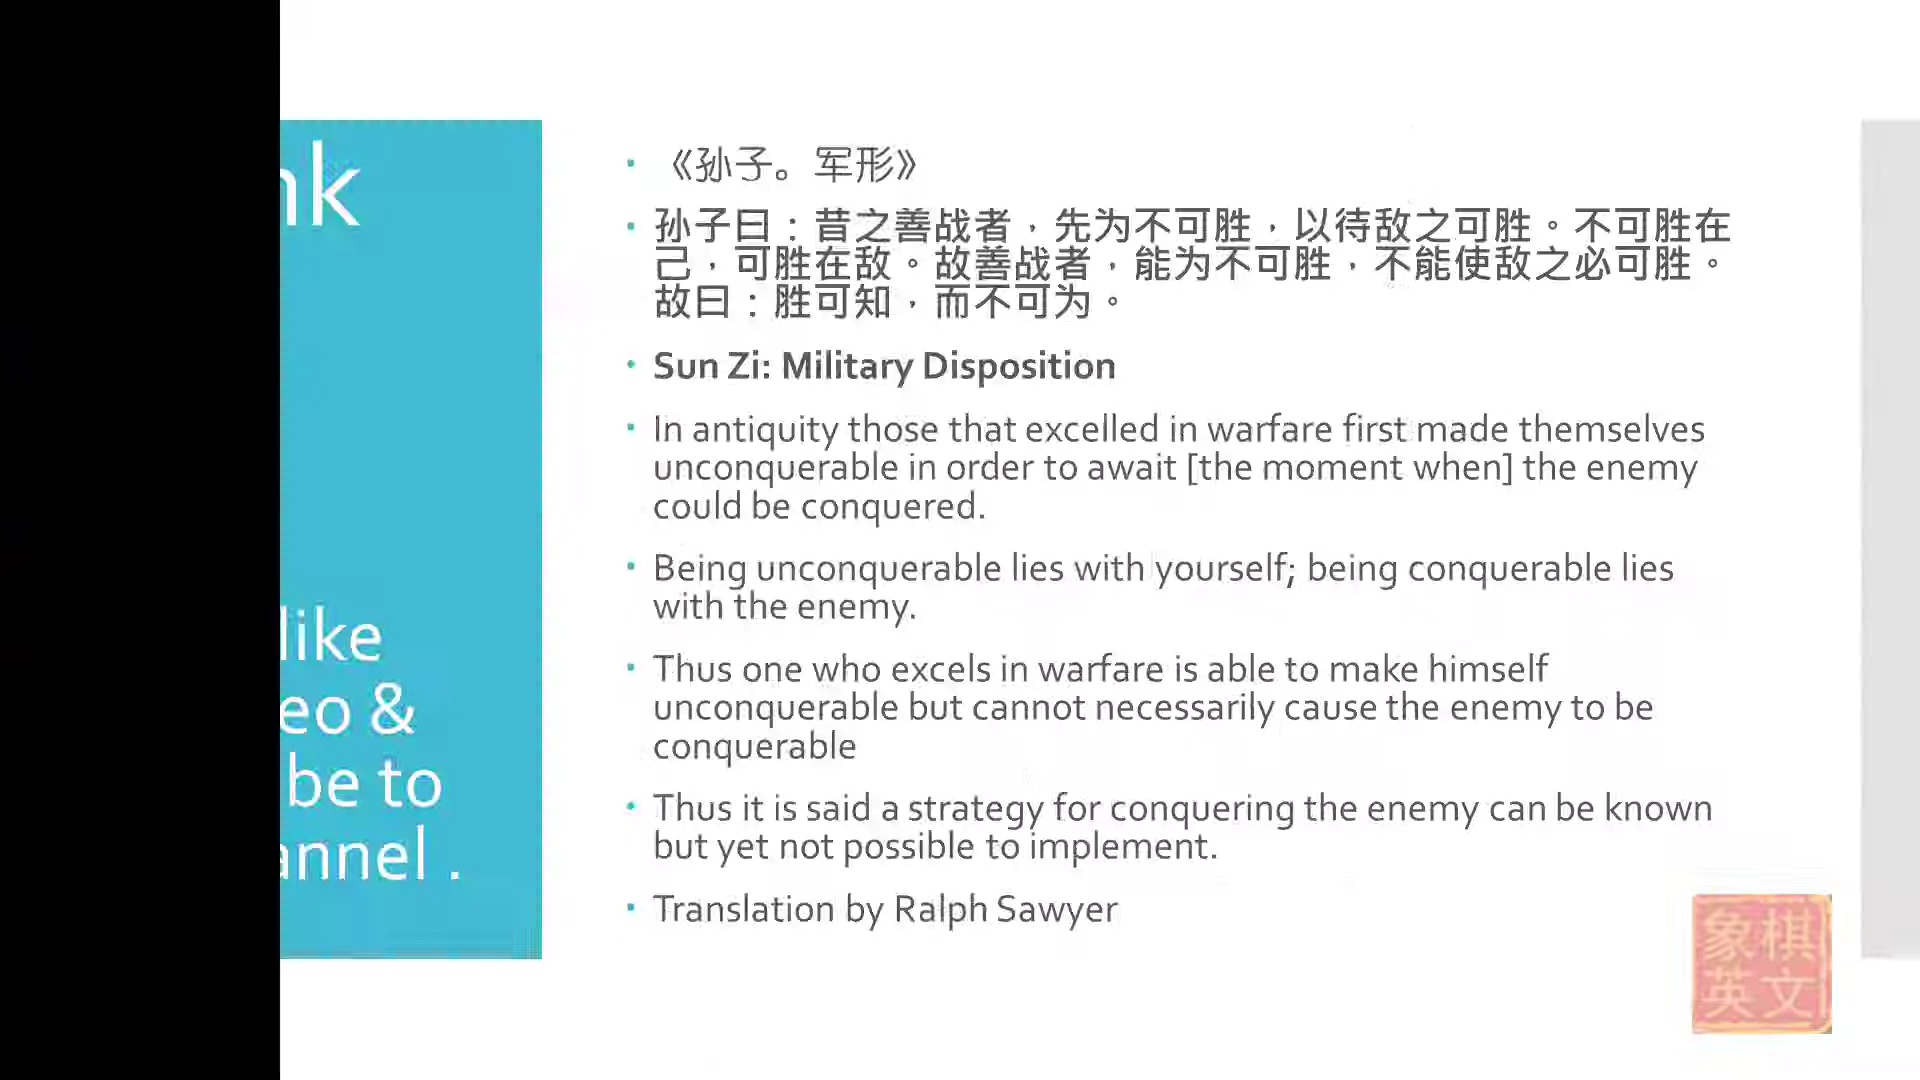 nk
like
eo &
be to
annel .
《孙子。军形》
孙子曰：昔之善战者，先为不可胜，以待敌之可胜。不可胜在
己，可胜在敌。故善战者，能为不可胜，不能使敌之必可胜。
故曰：胜可知，而不可为。
Sun Zi: Military Disposition
In antiquity those that excelled in warfare first made themselves
unconquerable in order to await [the moment when] the enemy
could be conquered.
Being unconquerable lies with yourself; being conquerable lies
with the enemy.
Thus one who excels in warfare is able to make himself
unconquerable but cannot necessarily cause the enemy to be
conquerable
Thus it is said a strategy for conquering the enemy can be known
but yet not possible to implement.
Translation by Ralph Sawyer
象棋
英文